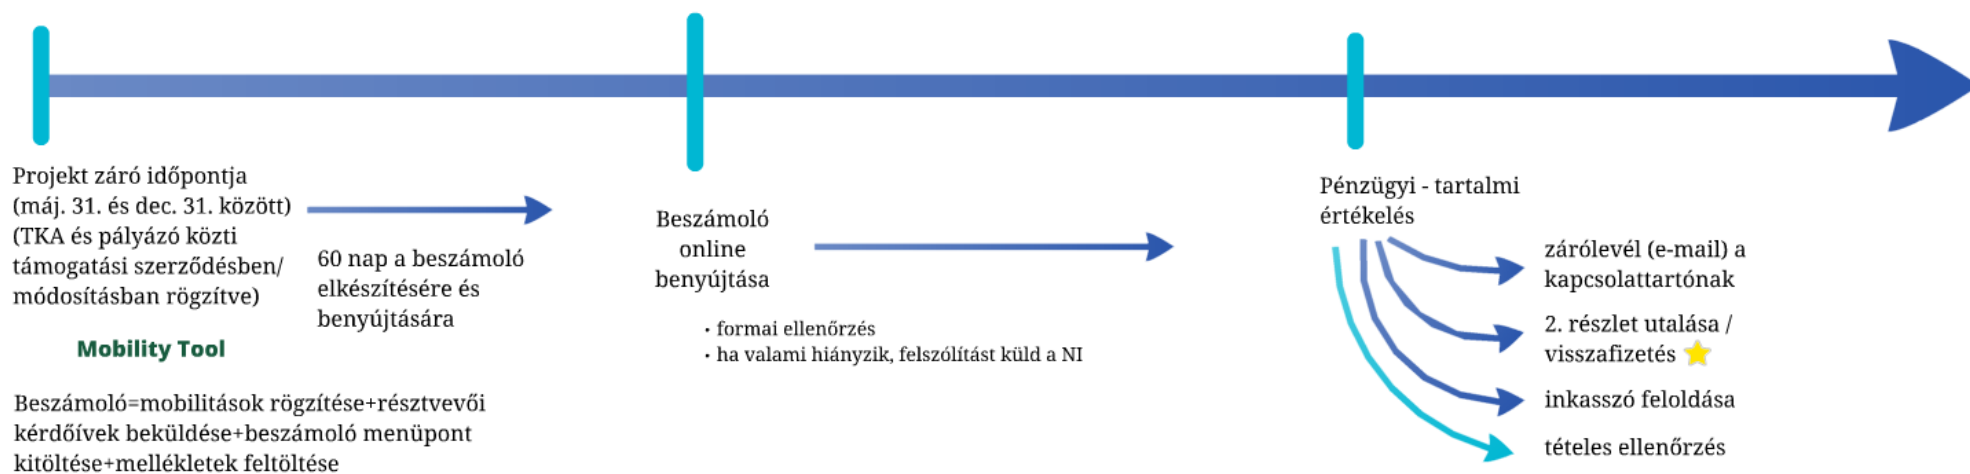 Projekt záró időpontja
(máj. 31. és dec. 31. között)
(TKA és pályázó közti
támogatási szerződésben/
módosításban rögzítve)
60 nap a beszámoló
elkészítésére és
benyújtására
Mobility Tool
Beszámoló=mobilitások rögzítése+résztvevői
kérdőívek beküldése+beszámoló menüpont
kitöltése+mellékletek feltöltése
Beszámoló
online
benyújtása
· formai ellenőrzés
· ha valami hiányzik, felszólítást küld a NI
Pénzügyi - tartalmi
értékelés
zárólevél (e-mail) a
kapcsolattartónak
2. részlet utalása /
visszafizetés
inkasszó feloldása
tételes ellenőrzés